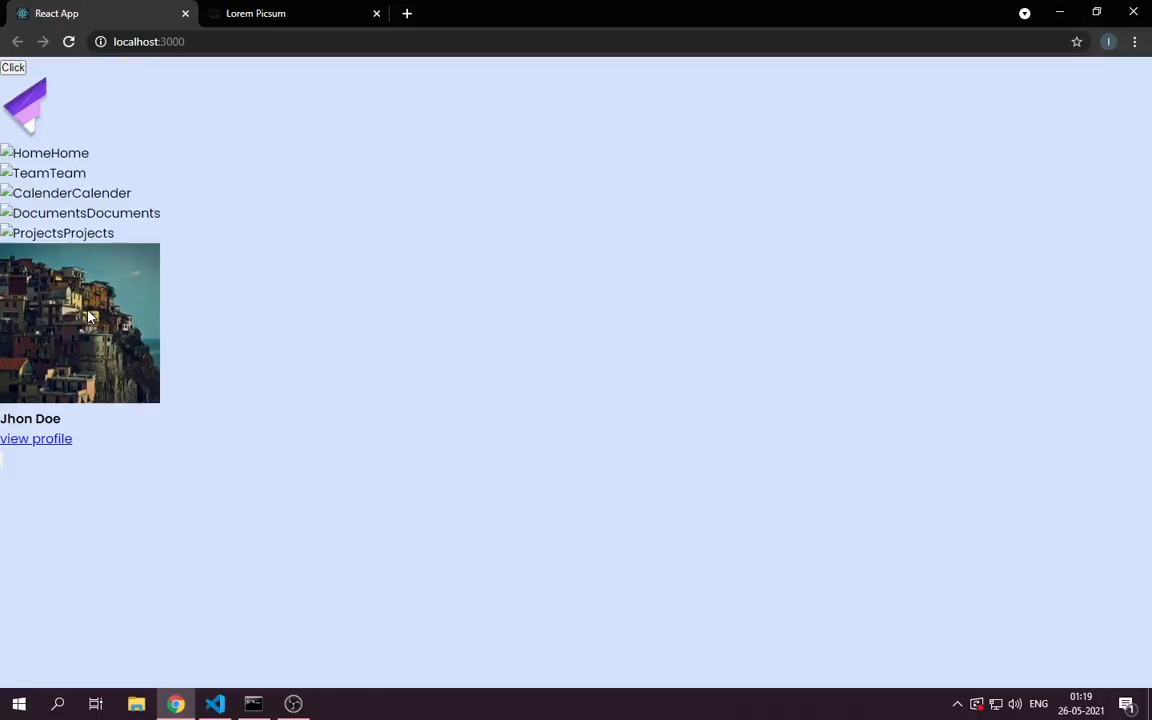 React App
Lorem Picsum
localhost:3000
I
Click
HomeHome
TeamTeam
CalenderCalender
DocumentsDocuments
ProjectsProjects
Jhon Doe
view profile
ENG
01:19
26-05-2021
1